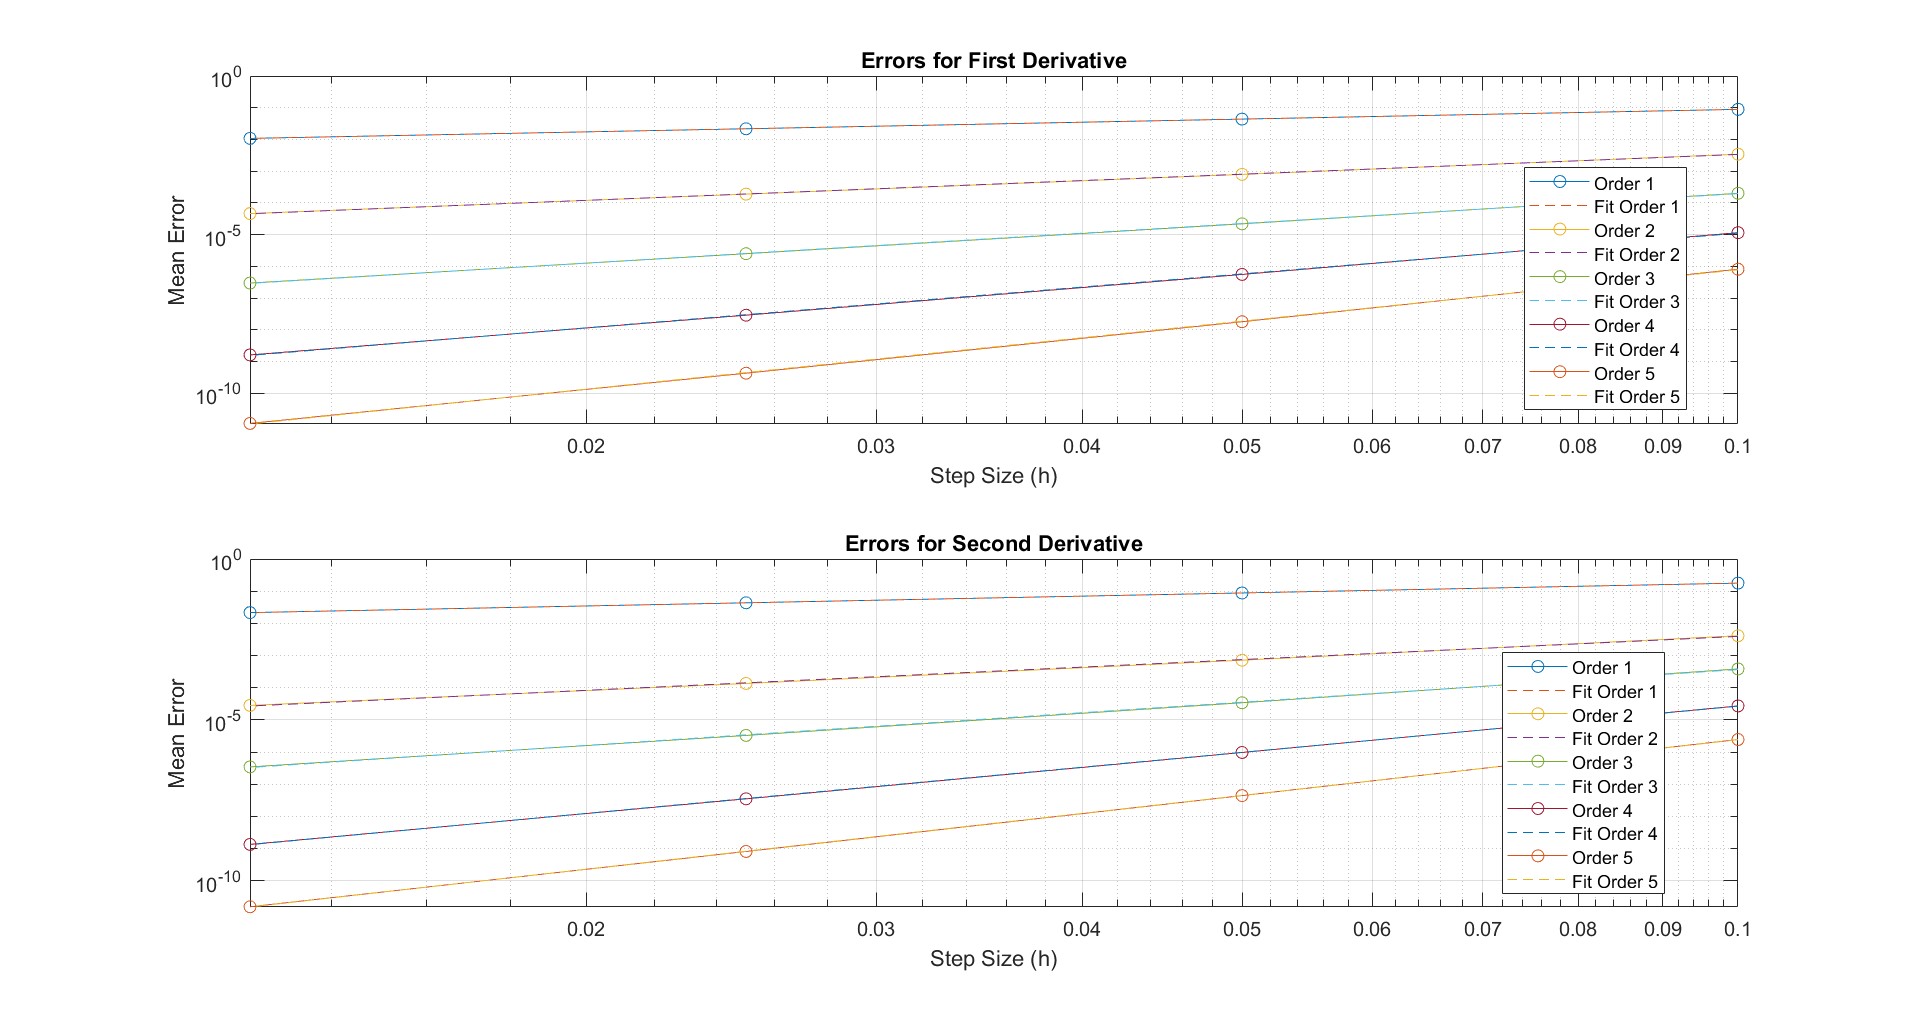 Errors for First Derivative
10^0
10^-5
10^-10
Mean Error
Order 1
Fit Order 1
Order 2
Fit Order 2
Order 3
Fit Order 3
Order 4
Fit Order 4
Order 5
Fit Order 5
0.02 0.03 0.04 0.05 0.06 0.07 0.08 0.09 0.1
Step Size (h)
Errors for Second Derivative
10^0
10^-5
10^-10
Mean Error
Order 1
Fit Order 1
Order 2
Fit Order 2
Order 3
Fit Order 3
Order 4
Fit Order 4
Order 5
Fit Order 5
0.02 0.03 0.04 0.05 0.06 0.07 0.08 0.09 0.1
Step Size (h)